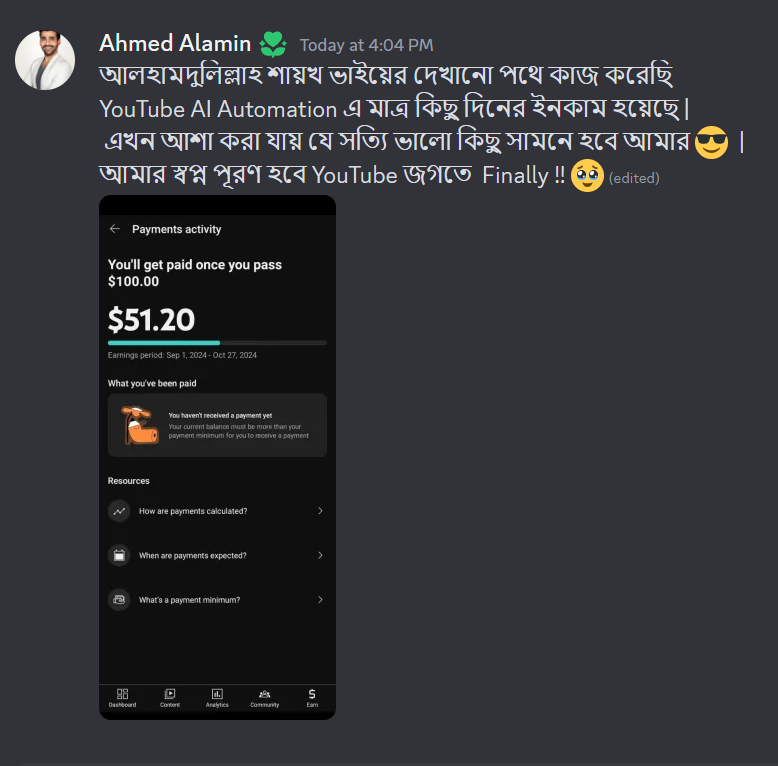 Ahmed Alamin Today at 4:04 PM
আলহামদুলিল্লাহ শায়খ ভাইয়ের দেখানো পথে কাজ করেছি
YouTube AI Automation এ মাত্র কিছু দিনের ইনকাম হয়েছে|
এখন আশা করা যায় যে সত্যি ভালো কিছু সামনে হবে আমার 😎 |
আমার স্বপ্ন পূরণ হবে YouTube জগতে Finally !! 🥹 (edited)
Payments activity
You'll get paid once you pass
$100.00
$51.20
Earnings period: Sep 1, 2024 - Oct 27, 2024
What you've been paid
You haven't received a payment yet
Your current balance must be more than your
payment minimum for you to receive a payment
Resources
How are payments calculated?
When are payments expected?
What's a payment minimum?
Dashboard Content Analytics Community Earn